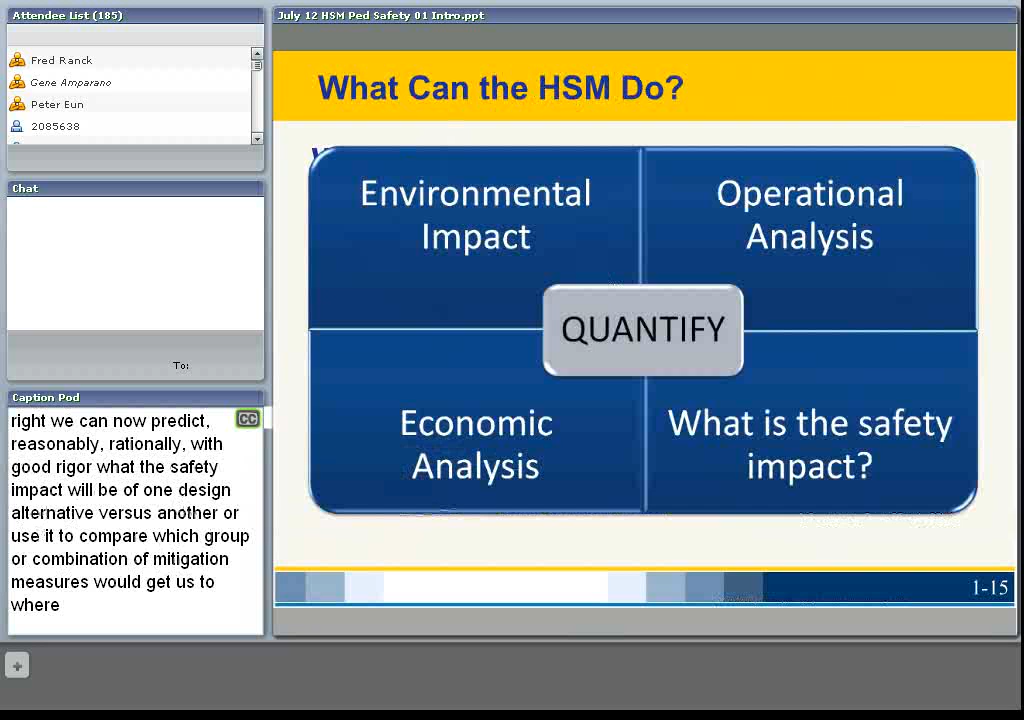 Attendee List (185)
Fred Ranck
Gene Amparano
Peter Eun
2085638
Chat
To:
Caption Pod
right we can now predict,
reasonably, rationally, with
good rigor what the safety
impact will be of one design
alternative versus another or
use it to compare which group
or combination of mitigation
measures would get us to
where
CC
July 12 HSM Ped Safety 01 Intro.ppt
What Can the HSM Do?
Environmental
Impact
Operational
Analysis
QUANTIFY
Economic
Analysis
What is the safety
impact?
1-15